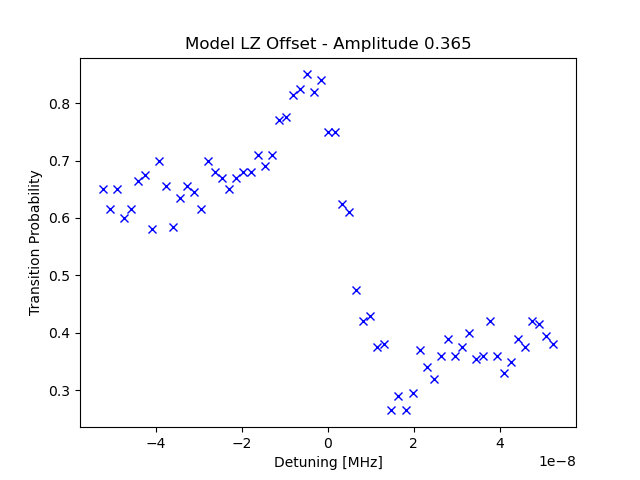 Model LZ Offset - Amplitude 0.365
Transition Probability
0.8
0.7
0.6
0.5
0.4
0.3
−4
−2
0
2
4
1e−8
Detuning [MHz]